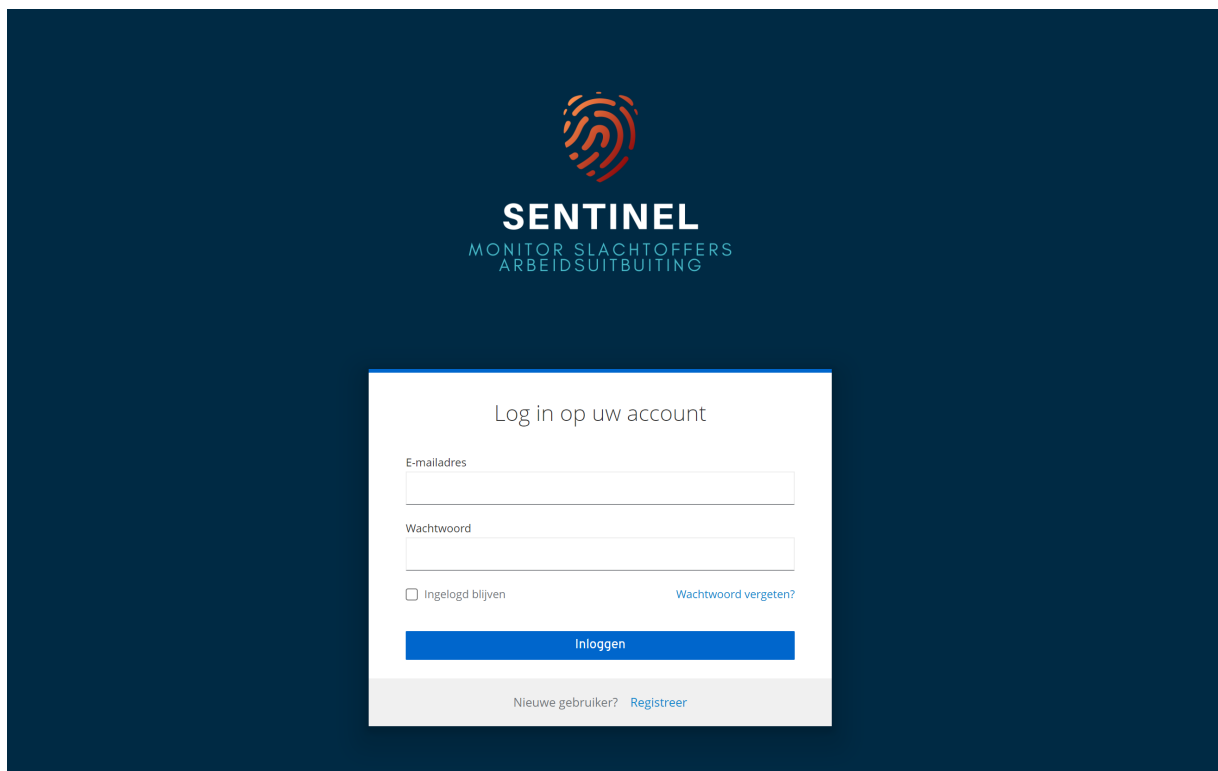 SENTINEL
MONITOR SLACHTOFFERS
ARBEIDSUITBUITING
Log in op uw account
E-mailadres
Wachtwoord
Ingelogd blijven
Wachtwoord vergeten?
Inloggen
Nieuwe gebruiker? Registreer